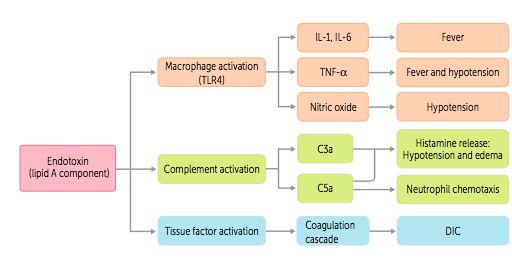 IL-1, IL-6
Fever
Macrophage activation
(TLR4)
TNF-α
Fever and hypotension
Nitric oxide
Hypotension
Endotoxin
(lipid A component)
Complement activation
C3a
Histamine release:
Hypotension and edema
C5a
Neutrophil chemotaxis
Tissue factor activation
Coagulation
cascade
DIC